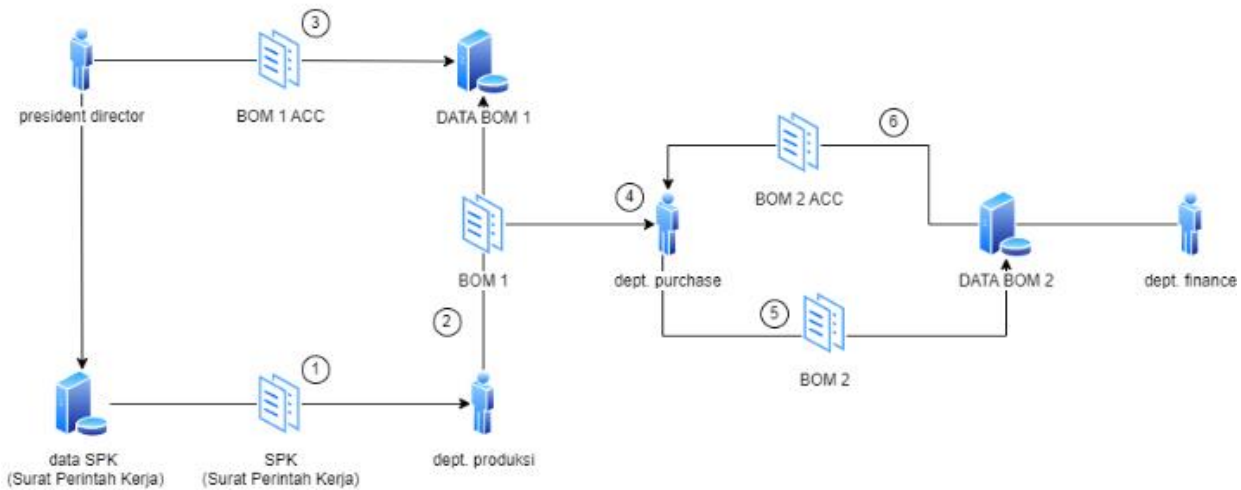 3
president director
BOM 1 ACC
DATA BOM 1
6
BOM 2 ACC
4
BOM 1
dept. purchase
DATA BOM 2
dept. finance
2
5
BOM 2
1
data SPK
(Surat Perintah Kerja)
SPK
(Surat Perintah Kerja)
dept. produksi